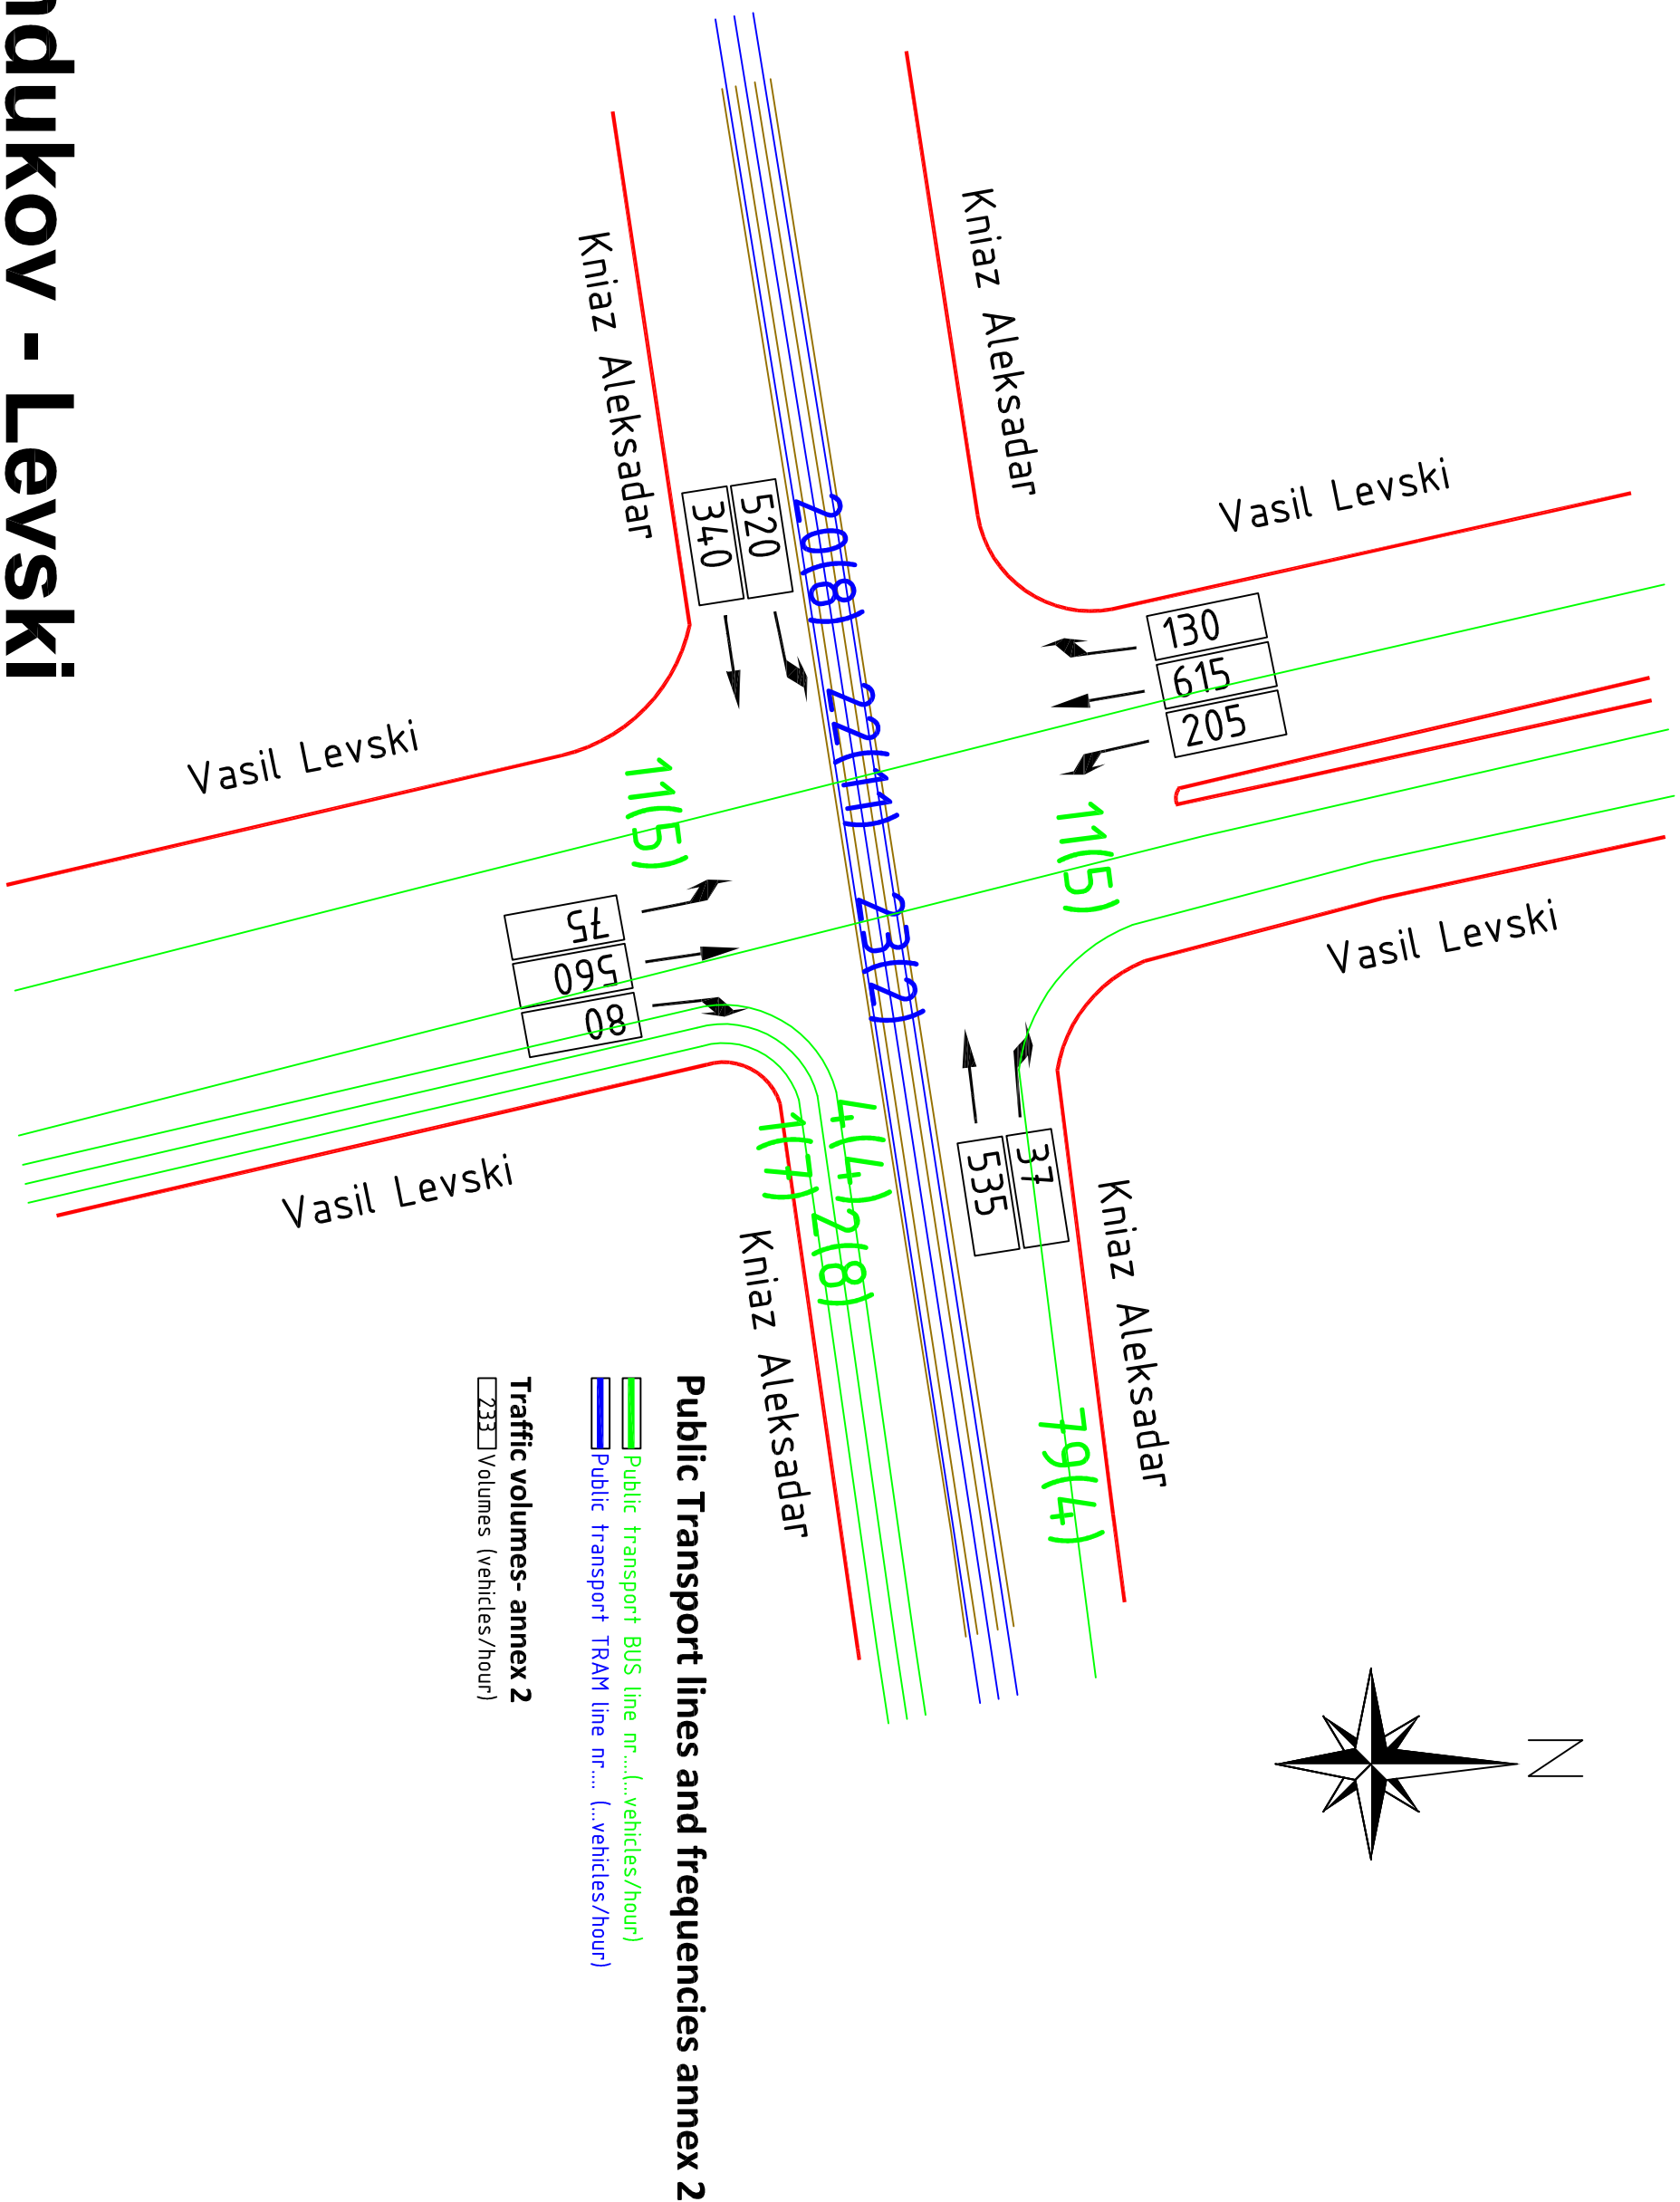 ndukov - Levski
Kniaz Aleksadar
Kniaz Aleksadar
Vasil Levski
Vasil Levski
Vasil Levski
Vasil Levski
Kniaz Aleksadar
Kniaz Aleksadar
520
340
130
615
205
75
560
80
37
535
20(8)
22(11)
23(2)
11(5)
11(5)
4(4)
2(8)
1(7)
79(4)
N
Public Transport lines and frequencies annex 2
Public transport BUS line nr....(...vehicles/hour)
Public transport TRAM line nr.... (...vehicles/hour)
Traffic volumes- annex 2
233 Volumes (vehicles/hour)